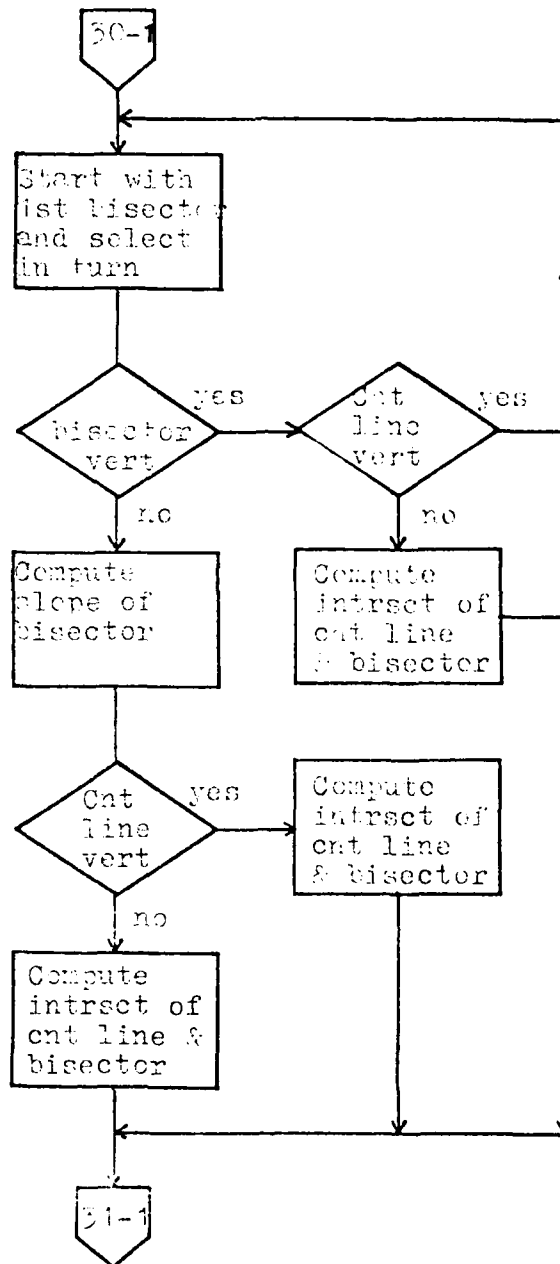 30-1
Start with
1st bisector
and select
in turn
bisector
vert
yes
Cnt
line
vert
yes
no
no
Compute
slope of
bisector
Compute
intrsct of
cnt line
& bisector
Cnt
line
vert
yes
Compute
intrsct of
cnt line
& bisector
no
Compute
intrsct of
cnt line &
bisector
31-1